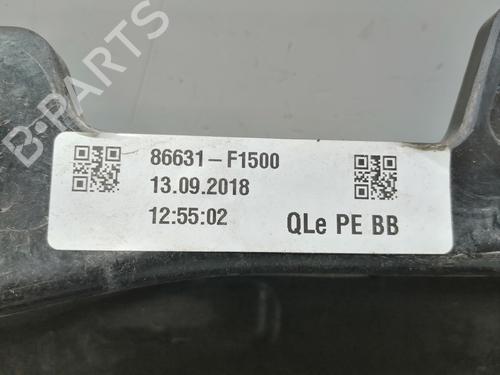 B-PARTS
86631-F1500
13.09.2018
12:55:02
QLe PE BB